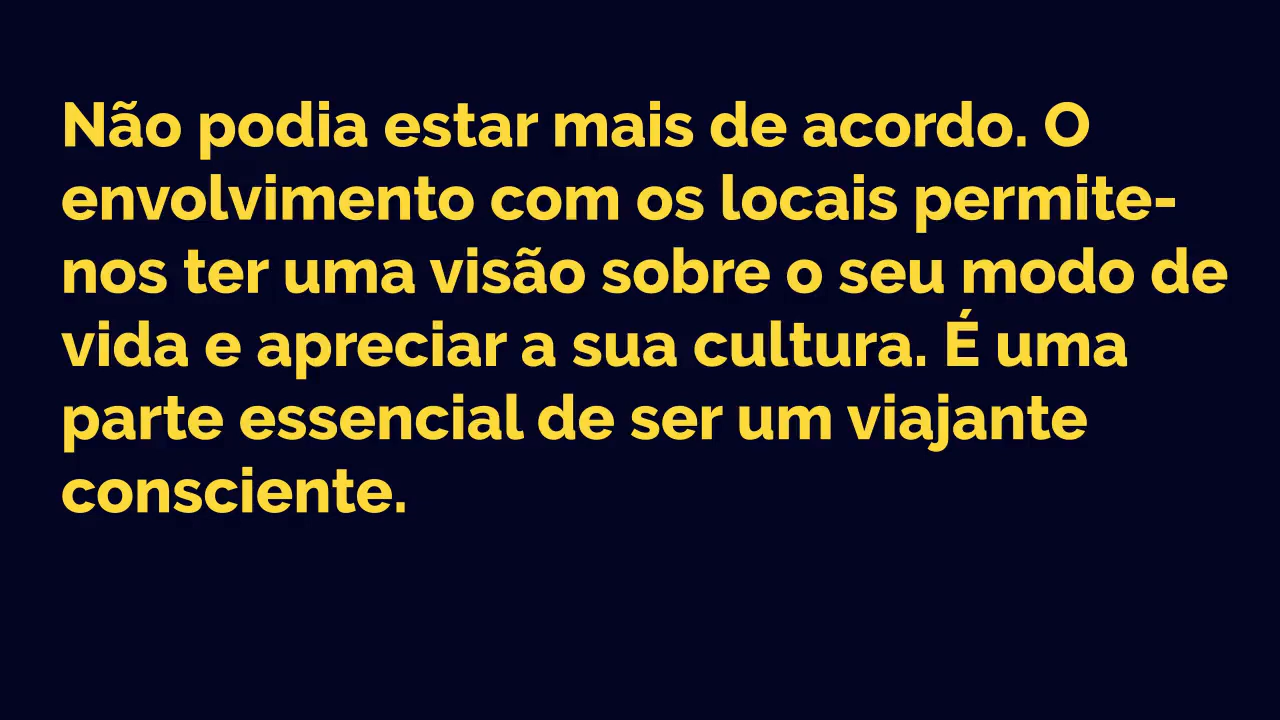 Não podia estar mais de acordo. O
envolvimento com os locais permite-
nos ter uma visão sobre o seu modo de
vida e apreciar a sua cultura. É uma
parte essencial de ser um viajante
consciente.